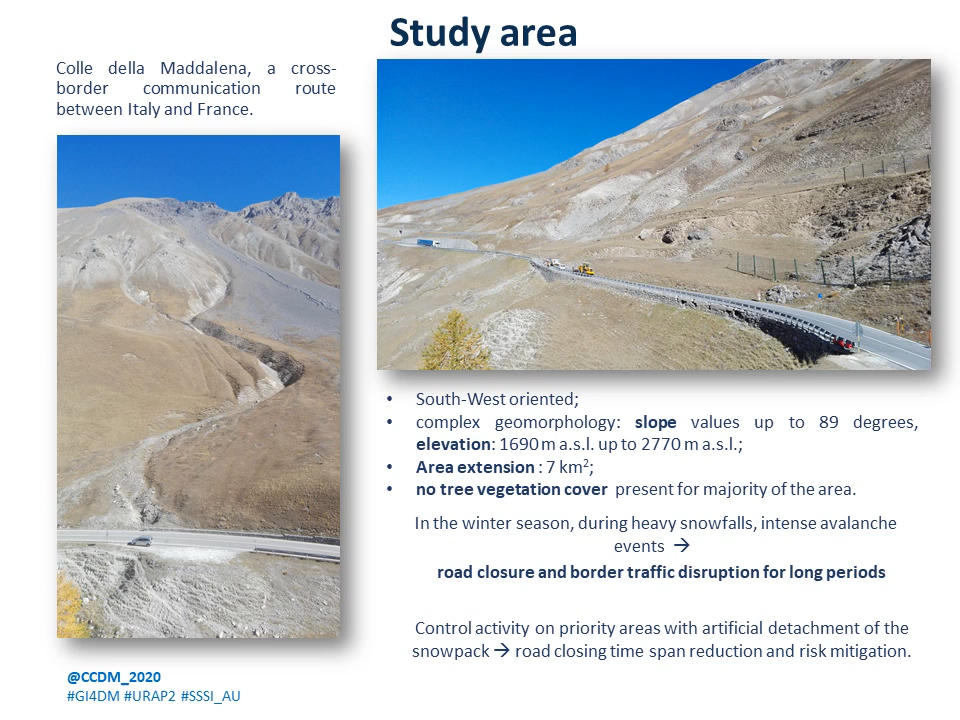 Study area
Colle della Maddalena, a cross-
border communication route
between Italy and France.
• South-West oriented;
• complex geomorphology: slope values up to 89 degrees,
elevation: 1690 m a.s.l. up to 2770 m a.s.l.;
• Area extension : 7 km²;
• no tree vegetation cover present for majority of the area.
In the winter season, during heavy snowfalls, intense avalanche
events →
road closure and border traffic disruption for long periods
Control activity on priority areas with artificial detachment of the
snowpack → road closing time span reduction and risk mitigation.
@CCDM_2020
#GI4DM #URAP2 #SSSI_AU